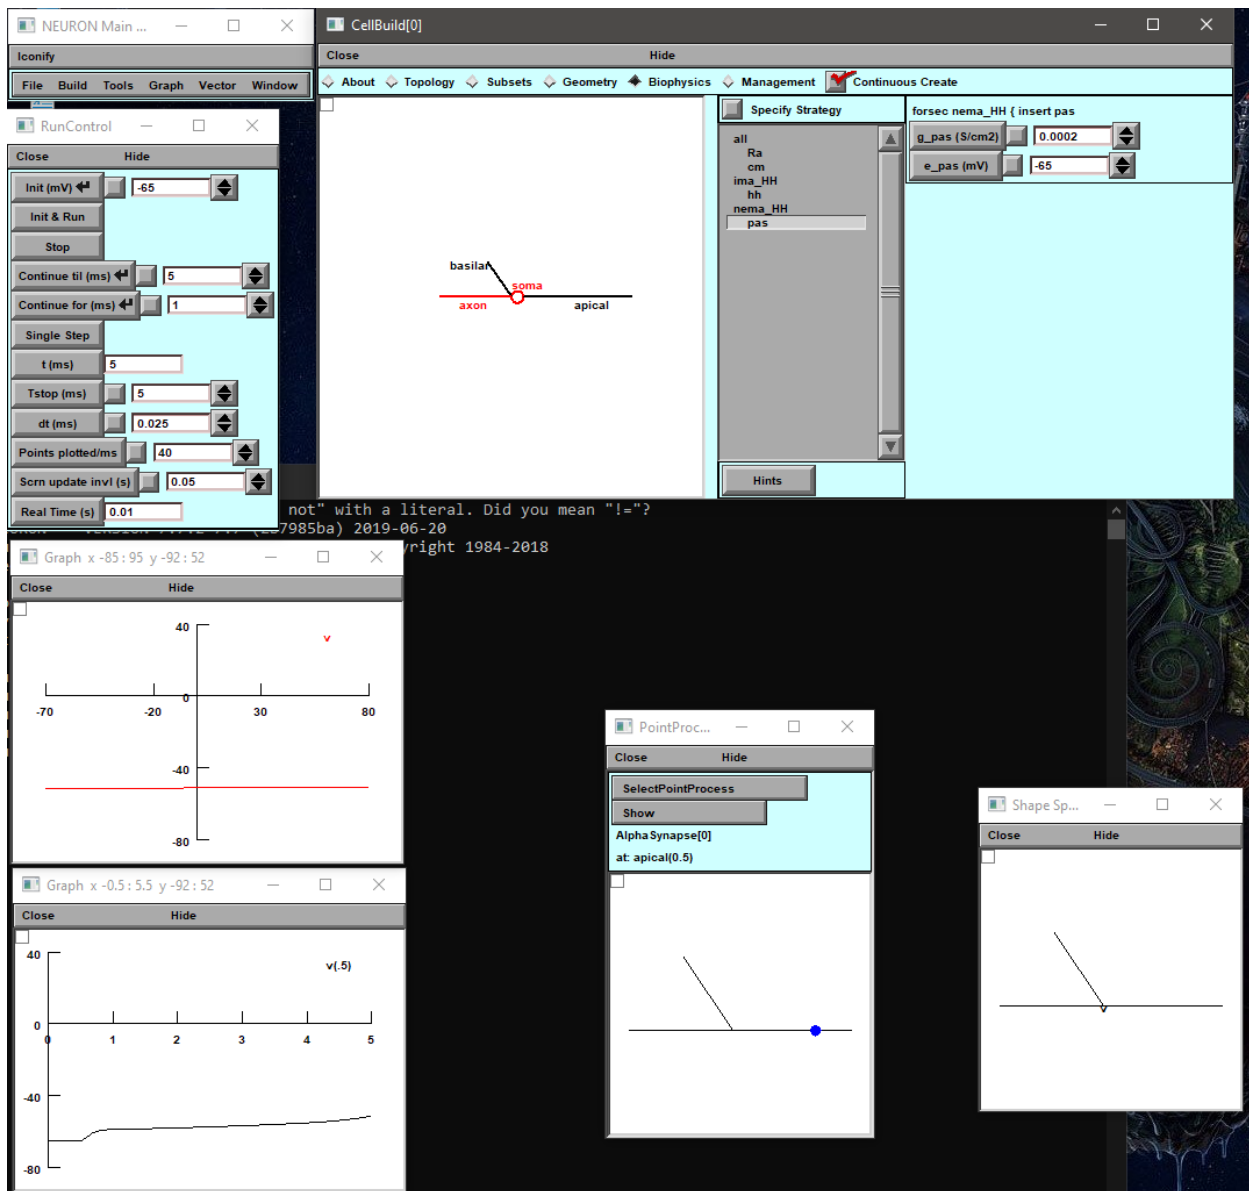 NEURON Main ...
Iconify
File Build Tools Graph Vector Window
RunControl
Close Hide
Init (mV) -65
Init & Run
Stop
Continue til (ms) 5
Continue for (ms) 1
Single Step
t (ms) 5
Tstop (ms) 5
dt (ms) 0.025
Points plotted/ms 40
Scrn update invl (s) 0.05
Real Time (s) 0.01
CellBuild[0]
Close Hide
About Topology Subsets Geometry Biophysics Management Continuous Create
basilar
soma
axon
apical
Specify Strategy
all
Ra
cm
ima_HH
hh
nema_HH
pas
Hints
forsec nema_HH { insert pas
g_pas (S/cm2) 0.0002
e_pas (mV) -65
not" with a literal. Did you mean "!="?
7985ba) 2019-06-20
right 1984-2018
Graph x -85 : 95 y -92 : 52
Close Hide
40
v
0
-70 -20 30 80
-40
-80
Graph x -0.5 : 5.5 y -92 : 52
Close Hide
40
v(.5)
0
0 1 2 3 4 5
-40
-80
PointProc...
Close Hide
SelectPointProcess
Show
AlphaSynapse[0]
at: apical(0.5)
Shape Sp...
Close Hide
v